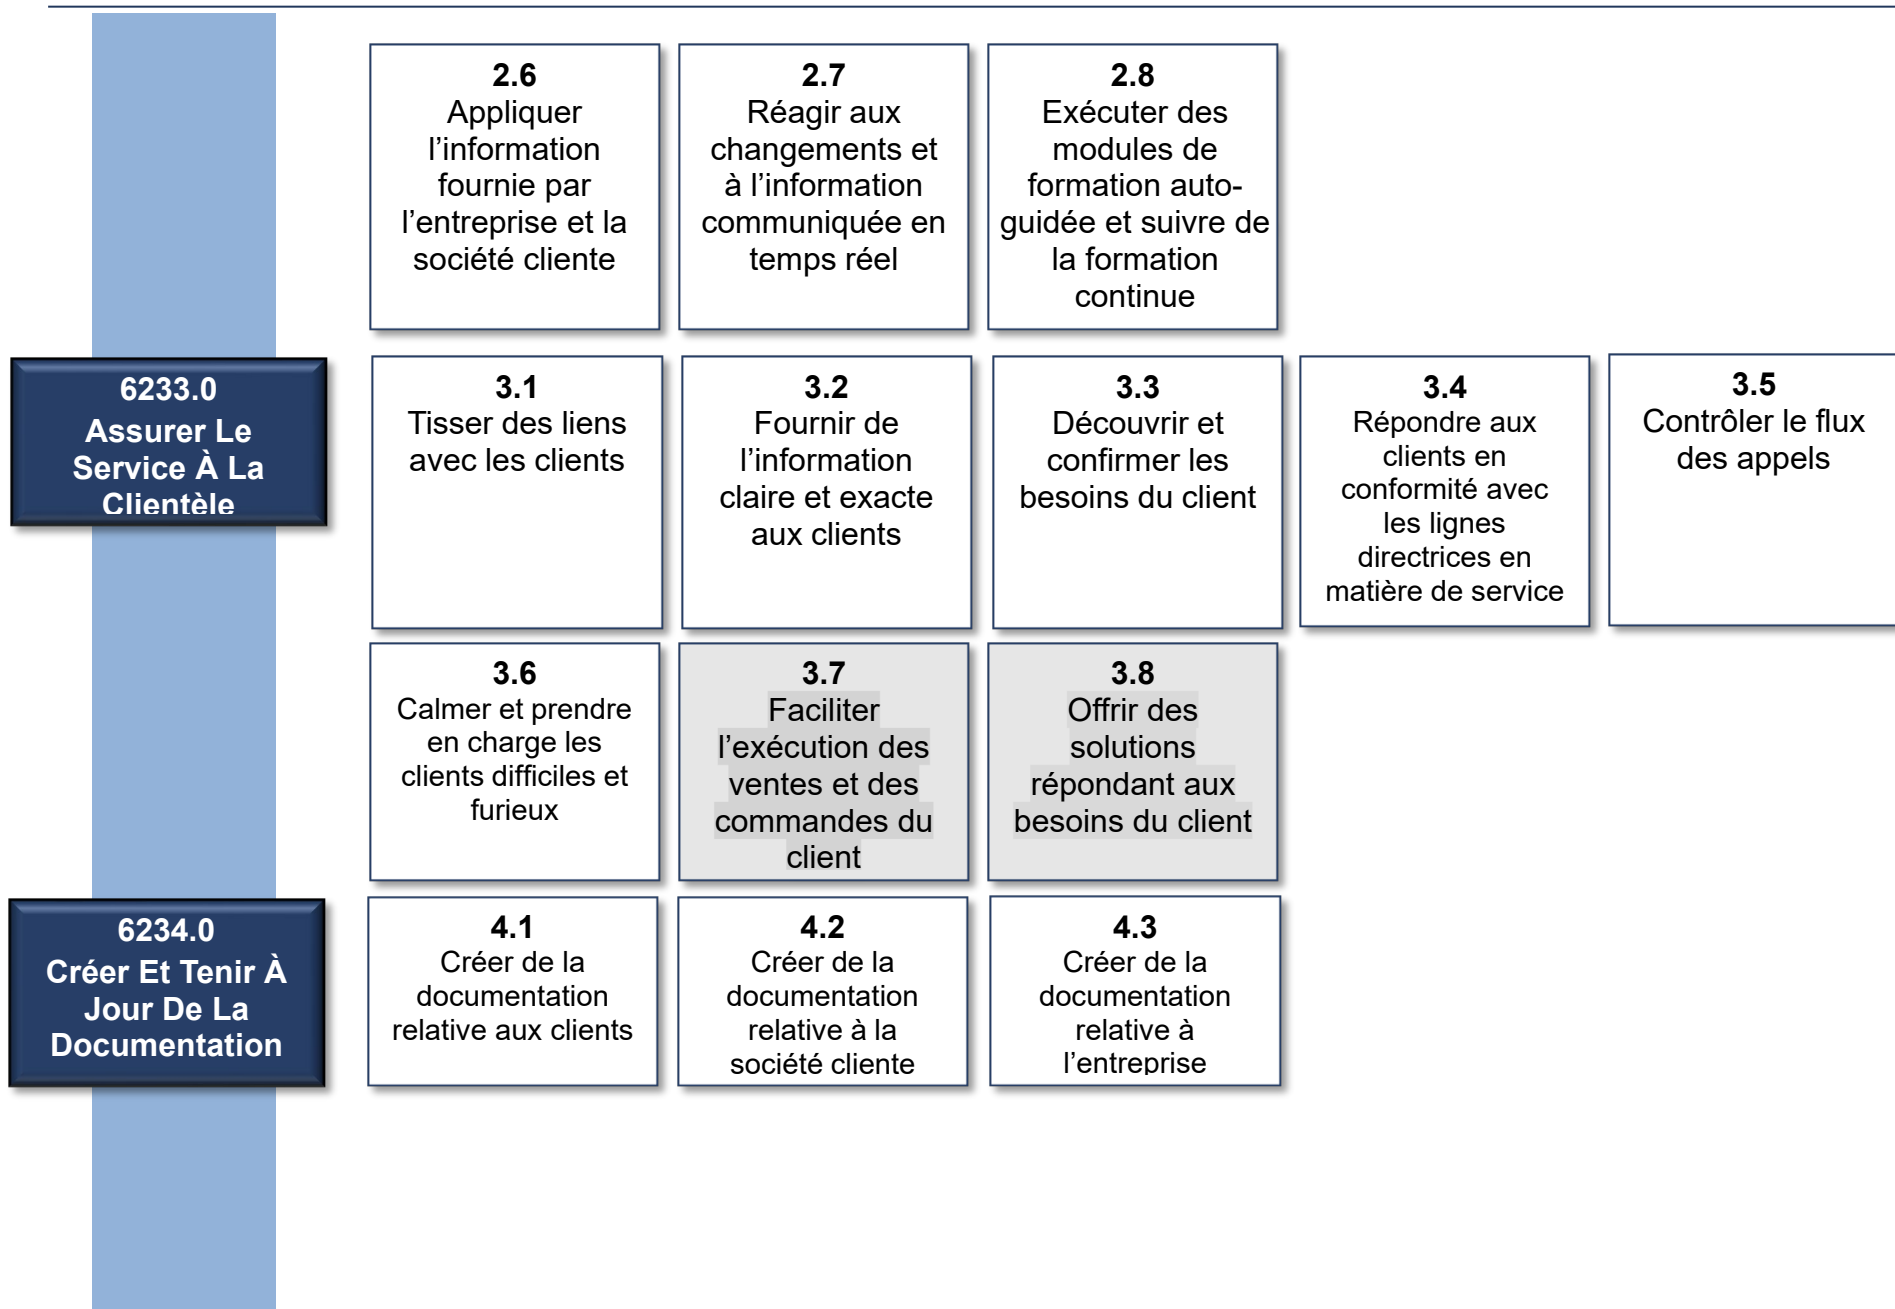 2.6
Appliquer
l’information
fournie par
l’entreprise et la
société cliente
2.7
Réagir aux
changements et
à l’information
communiquée en
temps réel
2.8
Exécuter des
modules de
formation auto-
guidée et suivre de
la formation
continue
6233.0
Assurer Le
Service À La
Clientèle
3.1
Tisser des liens
avec les clients
3.2
Fournir de
l’information
claire et exacte
aux clients
3.3
Découvrir et
confirmer les
besoins du client
3.4
Répondre aux
clients en
conformité avec
les lignes
directrices en
matière de service
3.5
Contrôler le flux
des appels
3.6
Calmer et prendre
en charge les
clients difficiles et
furieux
3.7
Faciliter
l’exécution des
ventes et des
commandes du
client
3.8
Offrir des
solutions
répondant aux
besoins du client
6234.0
Créer Et Tenir À
Jour De La
Documentation
4.1
Créer de la
documentation
relative aux clients
4.2
Créer de la
documentation
relative à la
société cliente
4.3
Créer de la
documentation
relative à
l’entreprise